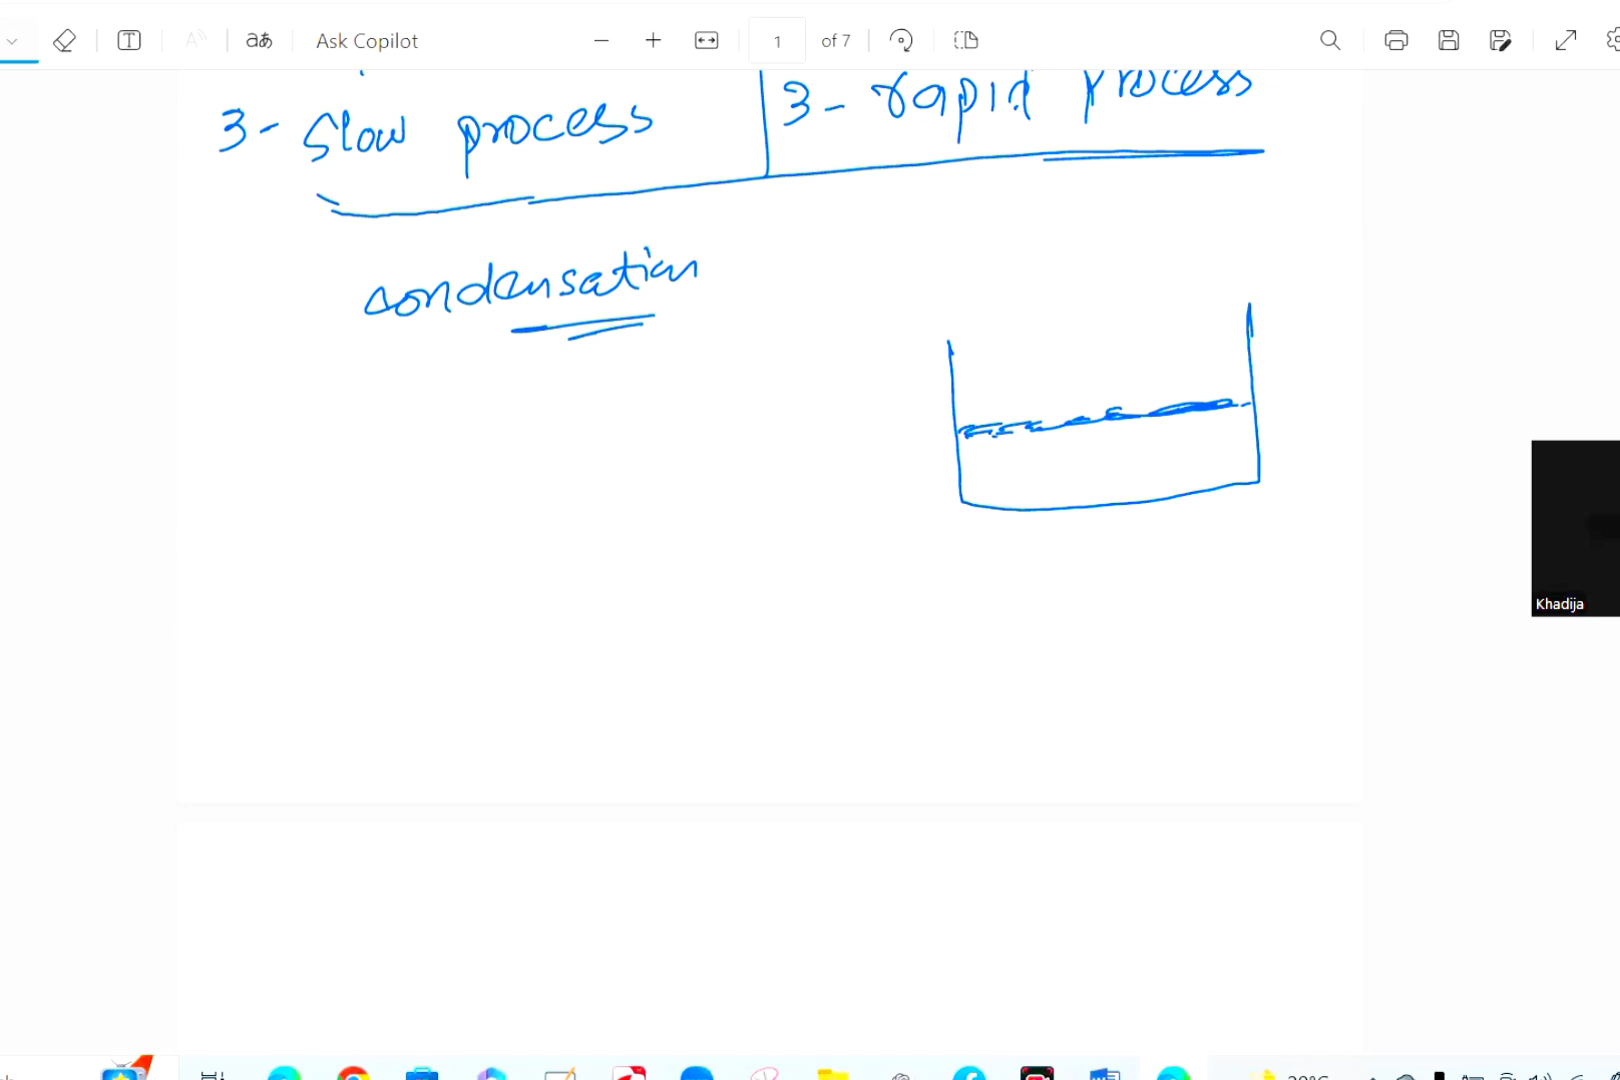 Ask Copilot
1 of 7
3- Slow process
3- rapid process
condensation
Khadija